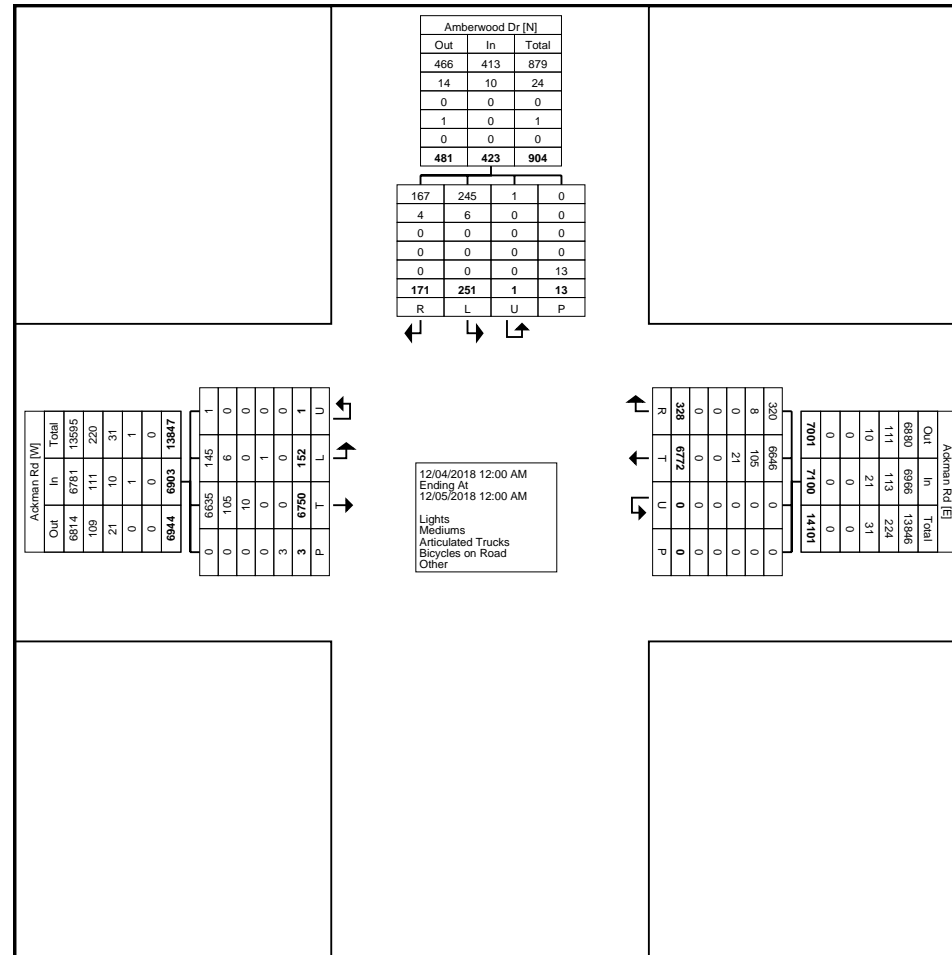 Amberwood Dr [N]
Out In Total
466 413 879
14 10 24
0 0 0
1 0 1
0 0 0
481 423 904
167 245 1 0
4 6 0 0
0 0 0 0
0 0 0 0
0 0 0 13
171 251 1 13
R L U P
Ackman Rd [W]
Total In Out
13595 6781 6814
220 111 109
31 10 21
1 1 0
0 0 0
13847 6903 6944
1 145 6635 0
0 6 105 0
0 0 10 0
0 1 0 0
0 0 0 3
1 152 6750 3
U L T P
12/04/2018 12:00 AM
Ending At
12/05/2018 12:00 AM
Lights
Mediums
Articulated Trucks
Bicycles on Road
Other
Ackman Rd [E]
Out In Total
6880 6966 13846
111 113 224
10 21 31
0 0 0
0 0 0
7001 7100 14101
320 6646 0 0
8 105 0 0
0 21 0 0
0 0 0 0
0 0 0 0
328 6772 0 0
R T U P